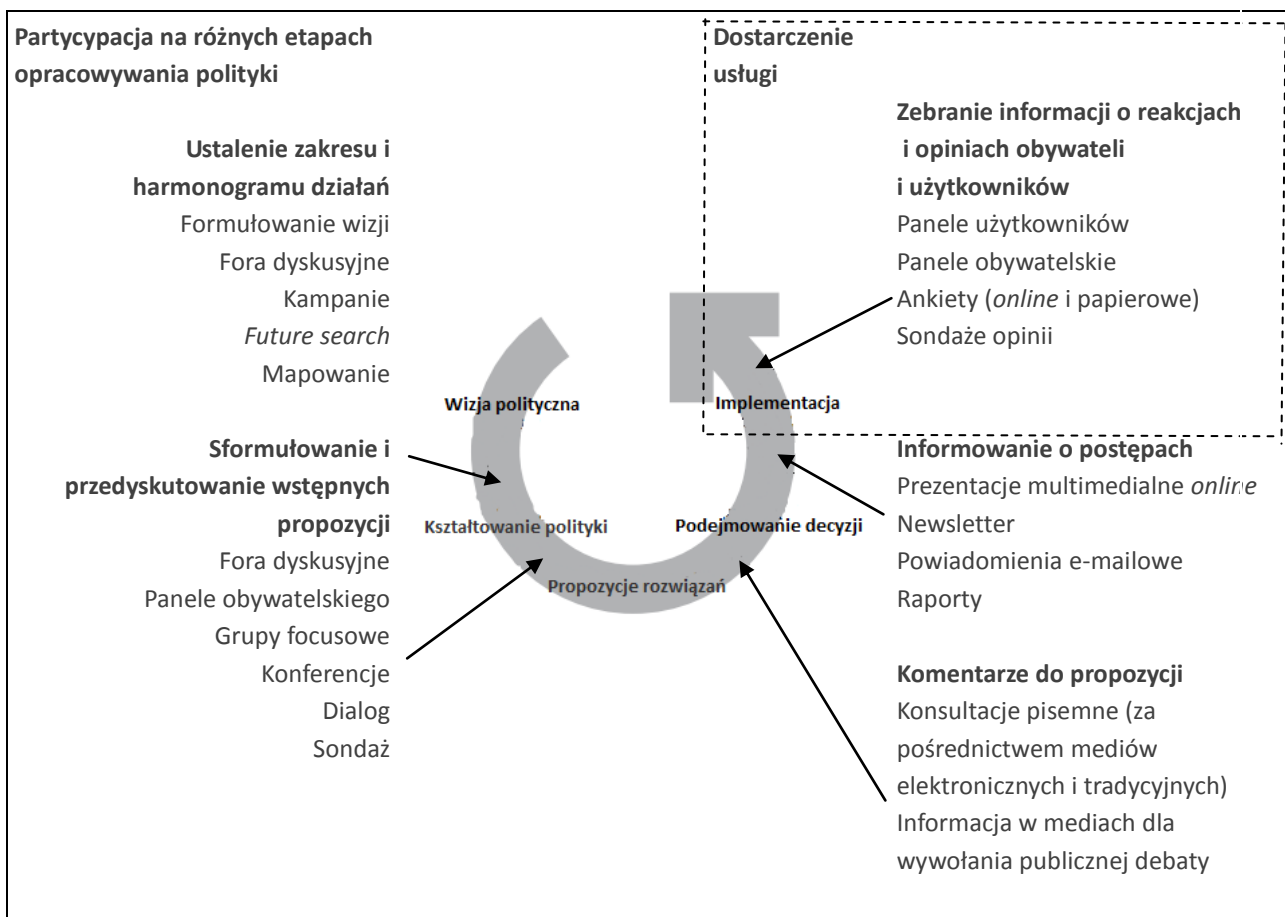 Partycypacja na różnych etapach
opracowywania polityki
Ustalenie zakresu i
harmonogramu działań
Formułowanie wizji
Fora dyskusyjne
Kampanie
Future search
Mapowanie
Sformułowanie i
przedyskutowanie wstępnych
propozycji
Fora dyskusyjne
Panele obywatelskiego
Grupy focusowe
Konferencje
Dialog
Sondaż
Wizja polityczna
Kształtowanie polityki
Propozycje rozwiązań
Podejmowanie decyzji
Implementacja
Dostarczenie
usługi
Zebranie informacji o reakcjach
i opiniach obywateli
i użytkowników
Panele użytkowników
Panele obywatelskie
Ankiety (online i papierowe)
Sondaże opinii
Informowanie o postępach
Prezentacje multimedialne online
Newsletter
Powiadomienia e-mailowe
Raporty
Komentarze do propozycji
Konsultacje pisemne (za
pośrednictwem mediów
elektronicznych i tradycyjnych)
Informacja w mediach dla
wywołania publicznej debaty